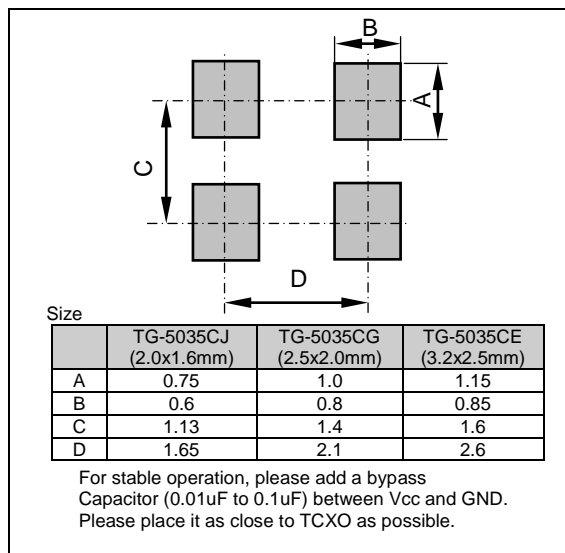 B
A
C
D
Size
TG-5035CJ TG-5035CG TG-5035CE
(2.0x1.6mm) (2.5x2.0mm) (3.2x2.5mm)
A 0.75 1.0 1.15
B 0.6 0.8 0.85
C 1.13 1.4 1.6
D 1.65 2.1 2.6
For stable operation, please add a bypass
Capacitor (0.01uF to 0.1uF) between Vcc and GND.
Please place it as close to TCXO as possible.